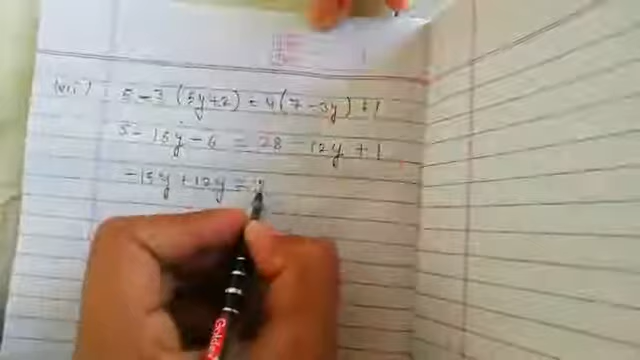 (vii) 5 - 3 (5y+2) = 4 (7 - 3y) + 1
5 - 15y - 6 = 28 - 12y + 1
-15y + 12y =